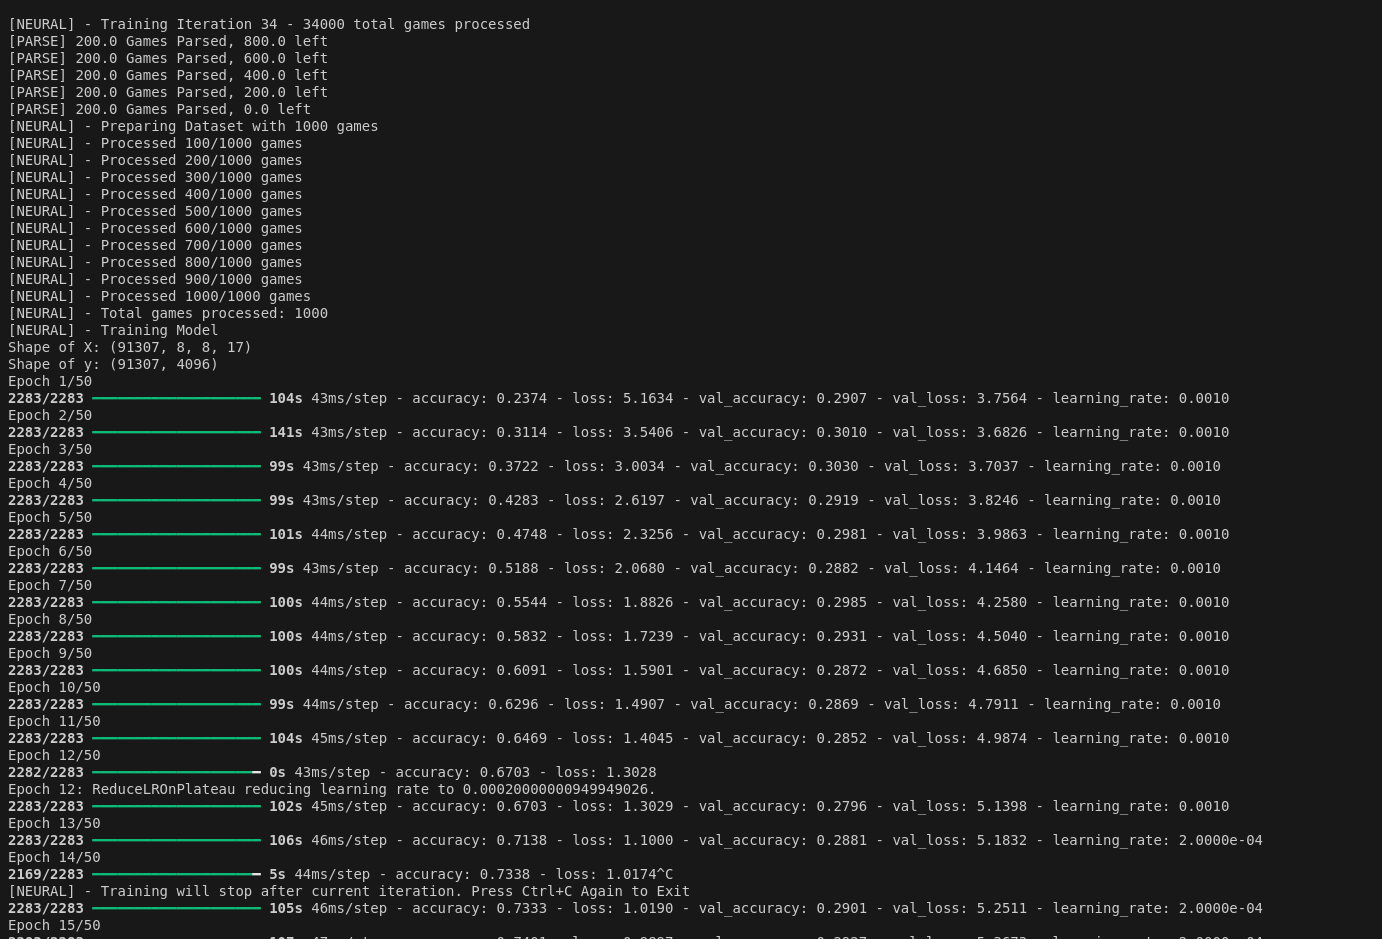 [NEURAL] - Training Iteration 34 - 34000 total games processed
[PARSE] 200.0 Games Parsed, 800.0 left
[PARSE] 200.0 Games Parsed, 600.0 left
[PARSE] 200.0 Games Parsed, 400.0 left
[PARSE] 200.0 Games Parsed, 200.0 left
[PARSE] 200.0 Games Parsed, 0.0 left
[NEURAL] - Preparing Dataset with 1000 games
[NEURAL] - Processed 100/1000 games
[NEURAL] - Processed 200/1000 games
[NEURAL] - Processed 300/1000 games
[NEURAL] - Processed 400/1000 games
[NEURAL] - Processed 500/1000 games
[NEURAL] - Processed 600/1000 games
[NEURAL] - Processed 700/1000 games
[NEURAL] - Processed 800/1000 games
[NEURAL] - Processed 900/1000 games
[NEURAL] - Processed 1000/1000 games
[NEURAL] - Total games processed: 1000
[NEURAL] - Training Model
Shape of X: (91307, 8, 8, 17)
Shape of y: (91307, 4096)
Epoch 1/50
2283/2283 104s 43ms/step - accuracy: 0.2374 - loss: 5.1634 - val_accuracy: 0.2907 - val_loss: 3.7564 - learning_rate: 0.0010
Epoch 2/50
2283/2283 141s 43ms/step - accuracy: 0.3114 - loss: 3.5406 - val_accuracy: 0.3010 - val_loss: 3.6826 - learning_rate: 0.0010
Epoch 3/50
2283/2283 99s 43ms/step - accuracy: 0.3722 - loss: 3.0034 - val_accuracy: 0.3030 - val_loss: 3.7037 - learning_rate: 0.0010
Epoch 4/50
2283/2283 99s 43ms/step - accuracy: 0.4283 - loss: 2.6197 - val_accuracy: 0.2919 - val_loss: 3.8246 - learning_rate: 0.0010
Epoch 5/50
2283/2283 101s 44ms/step - accuracy: 0.4748 - loss: 2.3256 - val_accuracy: 0.2981 - val_loss: 3.9863 - learning_rate: 0.0010
Epoch 6/50
2283/2283 99s 43ms/step - accuracy: 0.5188 - loss: 2.0680 - val_accuracy: 0.2882 - val_loss: 4.1464 - learning_rate: 0.0010
Epoch 7/50
2283/2283 100s 44ms/step - accuracy: 0.5544 - loss: 1.8826 - val_accuracy: 0.2985 - val_loss: 4.2580 - learning_rate: 0.0010
Epoch 8/50
2283/2283 100s 44ms/step - accuracy: 0.5832 - loss: 1.7239 - val_accuracy: 0.2931 - val_loss: 4.5040 - learning_rate: 0.0010
Epoch 9/50
2283/2283 100s 44ms/step - accuracy: 0.6091 - loss: 1.5901 - val_accuracy: 0.2872 - val_loss: 4.6850 - learning_rate: 0.0010
Epoch 10/50
2283/2283 99s 44ms/step - accuracy: 0.6296 - loss: 1.4907 - val_accuracy: 0.2869 - val_loss: 4.7911 - learning_rate: 0.0010
Epoch 11/50
2283/2283 104s 45ms/step - accuracy: 0.6469 - loss: 1.4045 - val_accuracy: 0.2852 - val_loss: 4.9874 - learning_rate: 0.0010
Epoch 12/50
2282/2283 0s 43ms/step - accuracy: 0.6703 - loss: 1.3028
Epoch 12: ReduceLROnPlateau reducing learning rate to 0.00020000000949949026.
2283/2283 102s 45ms/step - accuracy: 0.6703 - loss: 1.3029 - val_accuracy: 0.2796 - val_loss: 5.1398 - learning_rate: 0.0010
Epoch 13/50
2283/2283 106s 46ms/step - accuracy: 0.7138 - loss: 1.1000 - val_accuracy: 0.2881 - val_loss: 5.1832 - learning_rate: 2.0000e-04
Epoch 14/50
2169/2283 5s 44ms/step - accuracy: 0.7338 - loss: 1.0174^C
[NEURAL] - Training will stop after current iteration. Press Ctrl+C Again to Exit
2283/2283 105s 46ms/step - accuracy: 0.7333 - loss: 1.0190 - val_accuracy: 0.2901 - val_loss: 5.2511 - learning_rate: 2.0000e-04
Epoch 15/50